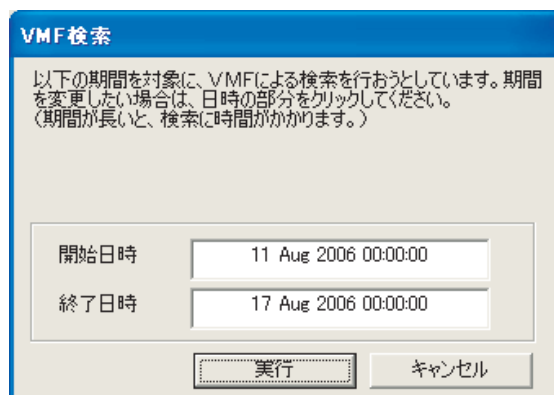 VMF検索
以下の期間を対象に、VMFによる検索を行おうとしています。期間
を変更したい場合は、日時の部分をクリックしてください。
（期間が長いと、検索に時間がかかります。）
開始日時 11 Aug 2006 00:00:00
終了日時 17 Aug 2006 00:00:00
実行 キャンセル